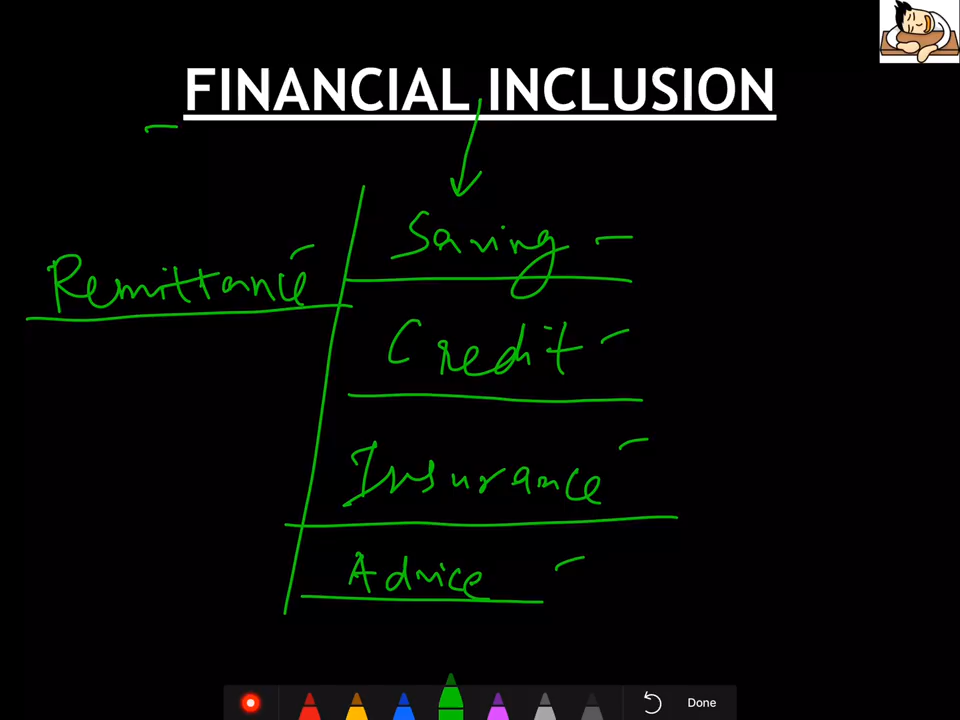 FINANCIAL INCLUSION
Saving
Remittance
Credit
Insurance
Advice
Done